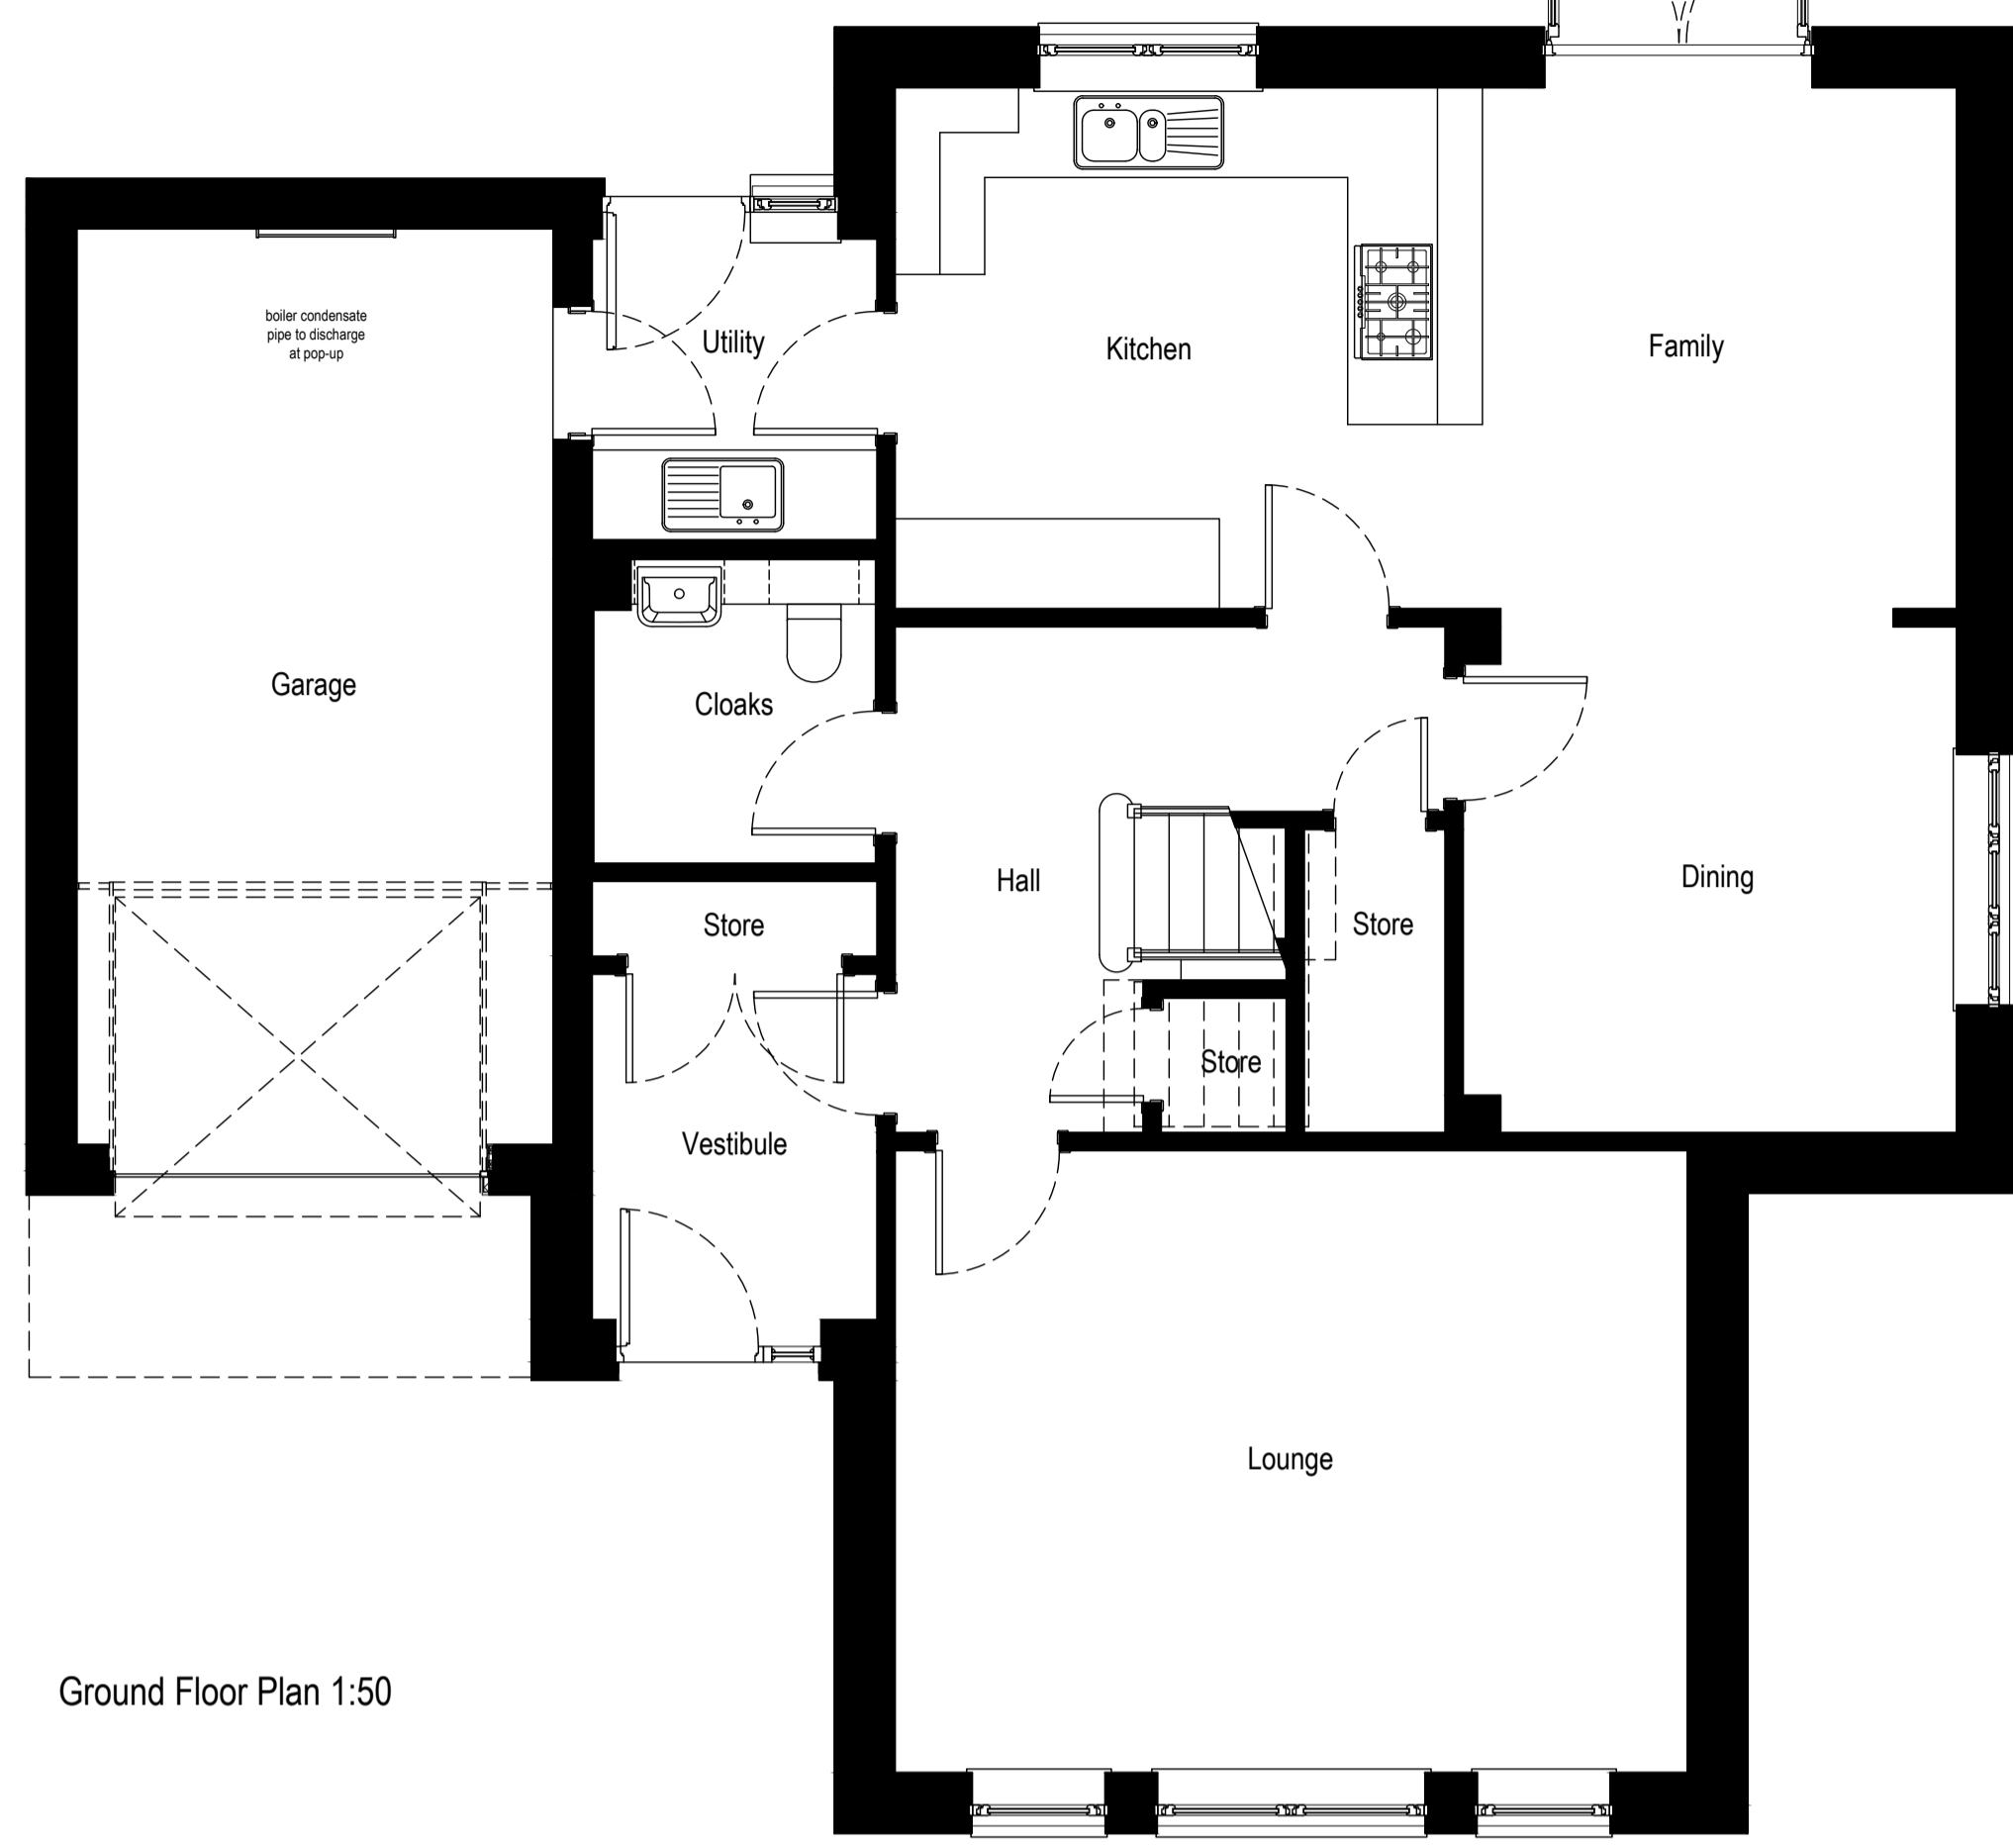 boiler condensate
pipe to discharge
at pop-up
Utility
Kitchen
Family
Garage
Cloaks
Hall
Dining
Store
Store
Store
Vestibule
Lounge
Ground Floor Plan 1:50